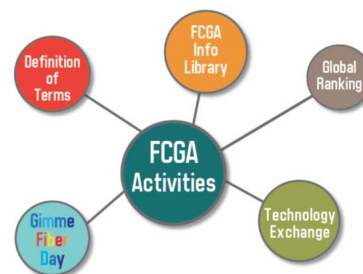 FCGA
Info
Library
Definition
of
Terms
Global
Ranking
FCGA
Activities
Gimme
Fiber
Day
Technology
Exchange